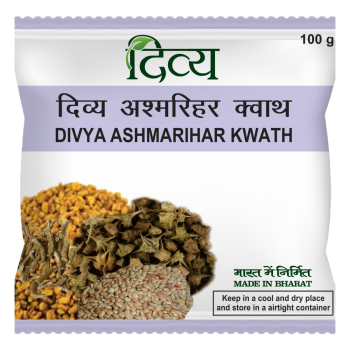 दिव्य
100 g
दिव्य अश्मरिहर क्वाथ
DIVYA ASHMARIHAR KWATH
भारत में निर्मित
MADE IN BHARAT
Keep in a cool and dry place
and store in a airtight container